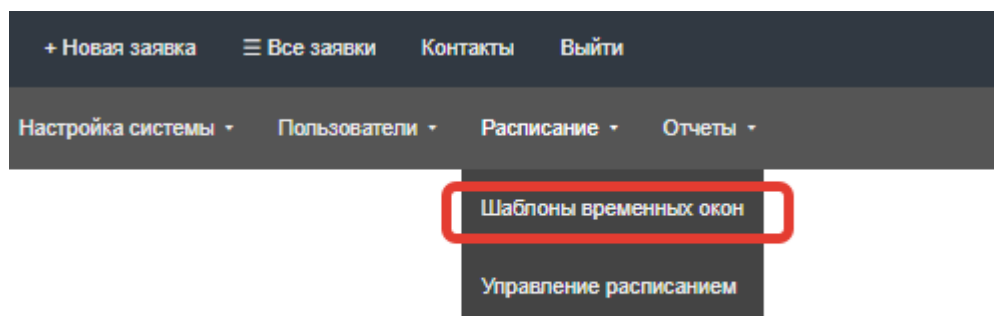 + Новая заявка ☰ Все заявки Контакты Выйти
Настройка системы Пользователи Расписание Отчеты
Шаблоны временных окон
Управление расписанием